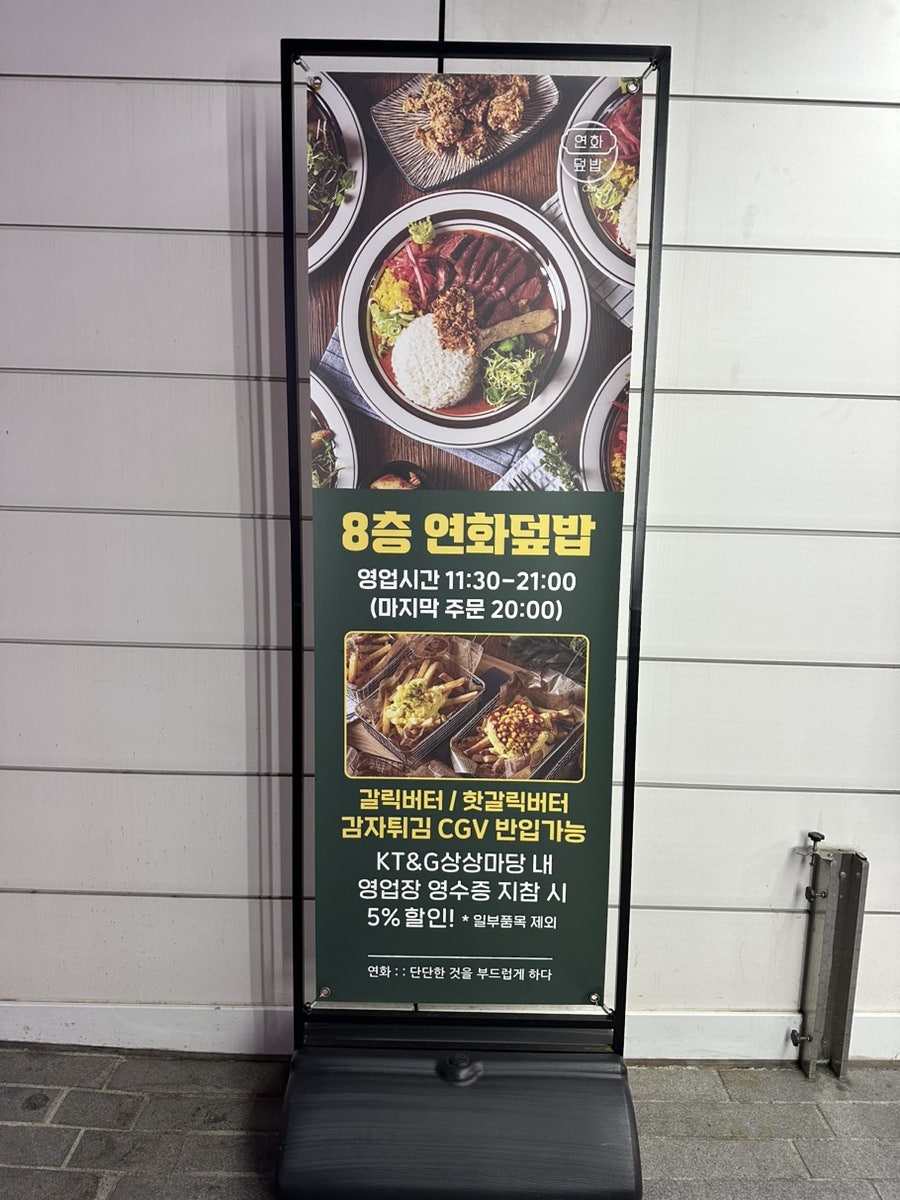 연화
덮밥
8층 연화덮밥
영업시간 11:30-21:00
(마지막 주문 20:00)
갈릭버터 / 핫갈릭버터
감자튀김 CGV 반입가능
KT&G상상마당 내
영업장 영수증 지참 시
5% 할인! * 일부품목 제외
연화 : : 단단한 것을 부드럽게 하다